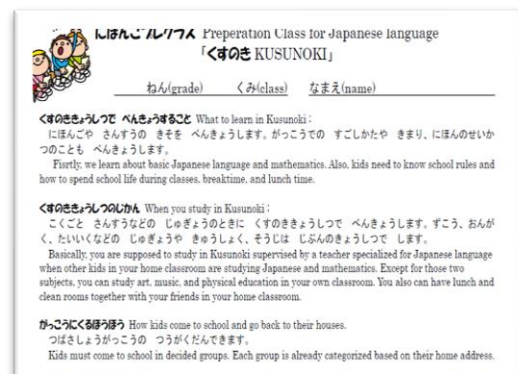 にほんごプレクラス Preperation Class for Japanese language
「くすのき KUSUNOKI」
ねん(grade) くみ(class) なまえ(name)
くすのききょうしつで べんきょうすること What to learn in Kusunoki ;
にほんごや さんすうの きそを べんきょうします。がっこうでの すごしかたや きまり、にほんのせいか
つのことも べんきょうします。
Fisrtly, we learn about basic Japanese language and mathematics. Also, kids need to know school rules and
how to spend school life during classes, breaktime, and lunch time.
くすのききょうしつのじかん When you study in Kusunoki ;
こくごと さんすうなどの じゅぎょうのときに くすのききょうしつで べんきょうします。ずこう、おんが
く、たいいくなどの じゅぎょうや きゅうしょく、そうじは じぶんのきょうしつで します。
Basically, you are supposed to study in Kusunoki supervised by a teacher specialized for Japanese language
when other kids in your home classroom are studying Japanese and mathematics. Except for those two
subjects, you can study art, music, and physical education in your own classroom. You also can have lunch and
clean rooms together with your friends in your home classroom.
がっこうにくるほうほう How kids come to school and go back to their houses.
つばさしょうがっこうの つうがくだんできます。
Kids must come to school in decided groups. Each group is already categorized based on their home address.